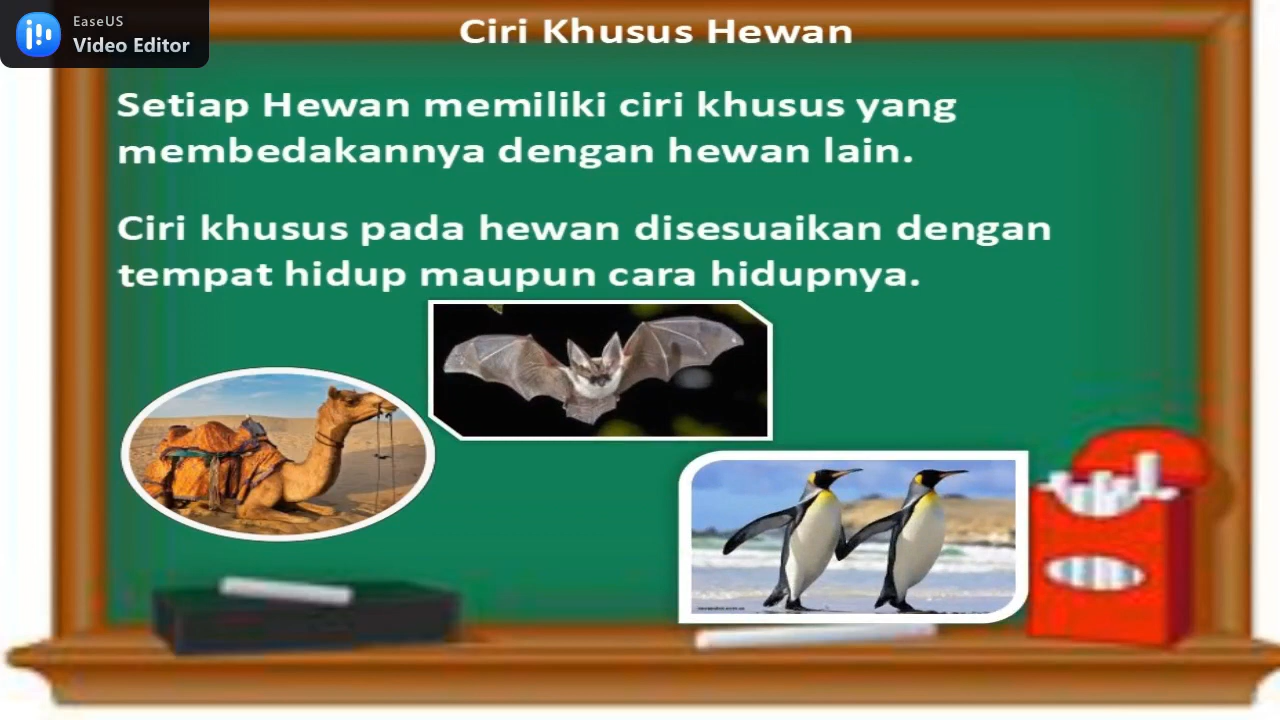 EaseUS
Video Editor
Ciri Khusus Hewan
Setiap Hewan memiliki ciri khusus yang
membedakannya dengan hewan lain.
Ciri khusus pada hewan disesuaikan dengan
tempat hidup maupun cara hidupnya.